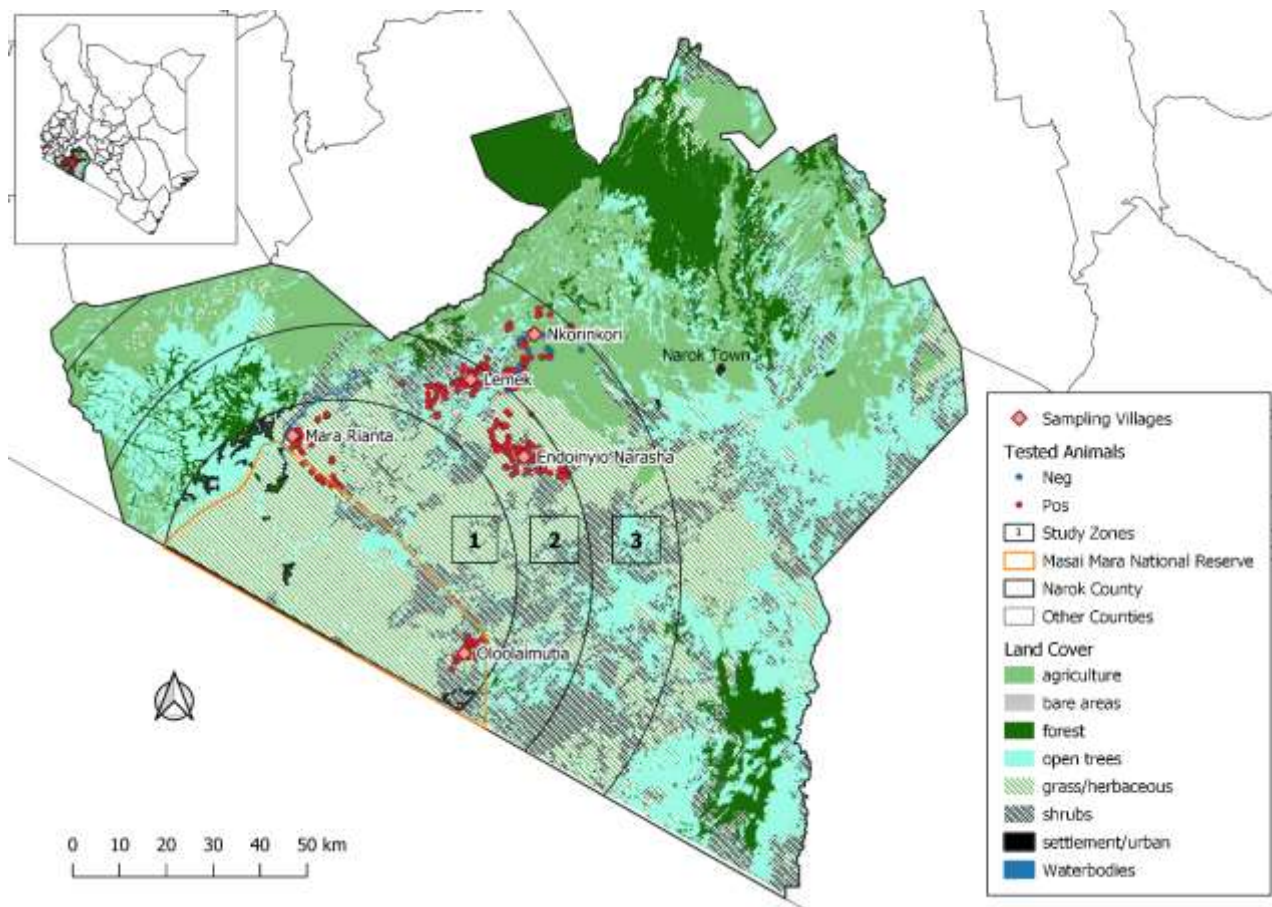 Nkorinkori
Narok Town
Lemek
Mara Rianta
Endoinyio Narasha
1
2
3
Oloolaimutia
0 10 20 30 40 50 km
Sampling Villages
Tested Animals
Neg
Pos
1 Study Zones
Masai Mara National Reserve
Narok County
Other Counties
Land Cover
agriculture
bare areas
forest
open trees
grass/herbaceous
shrubs
settlement/urban
Waterbodies